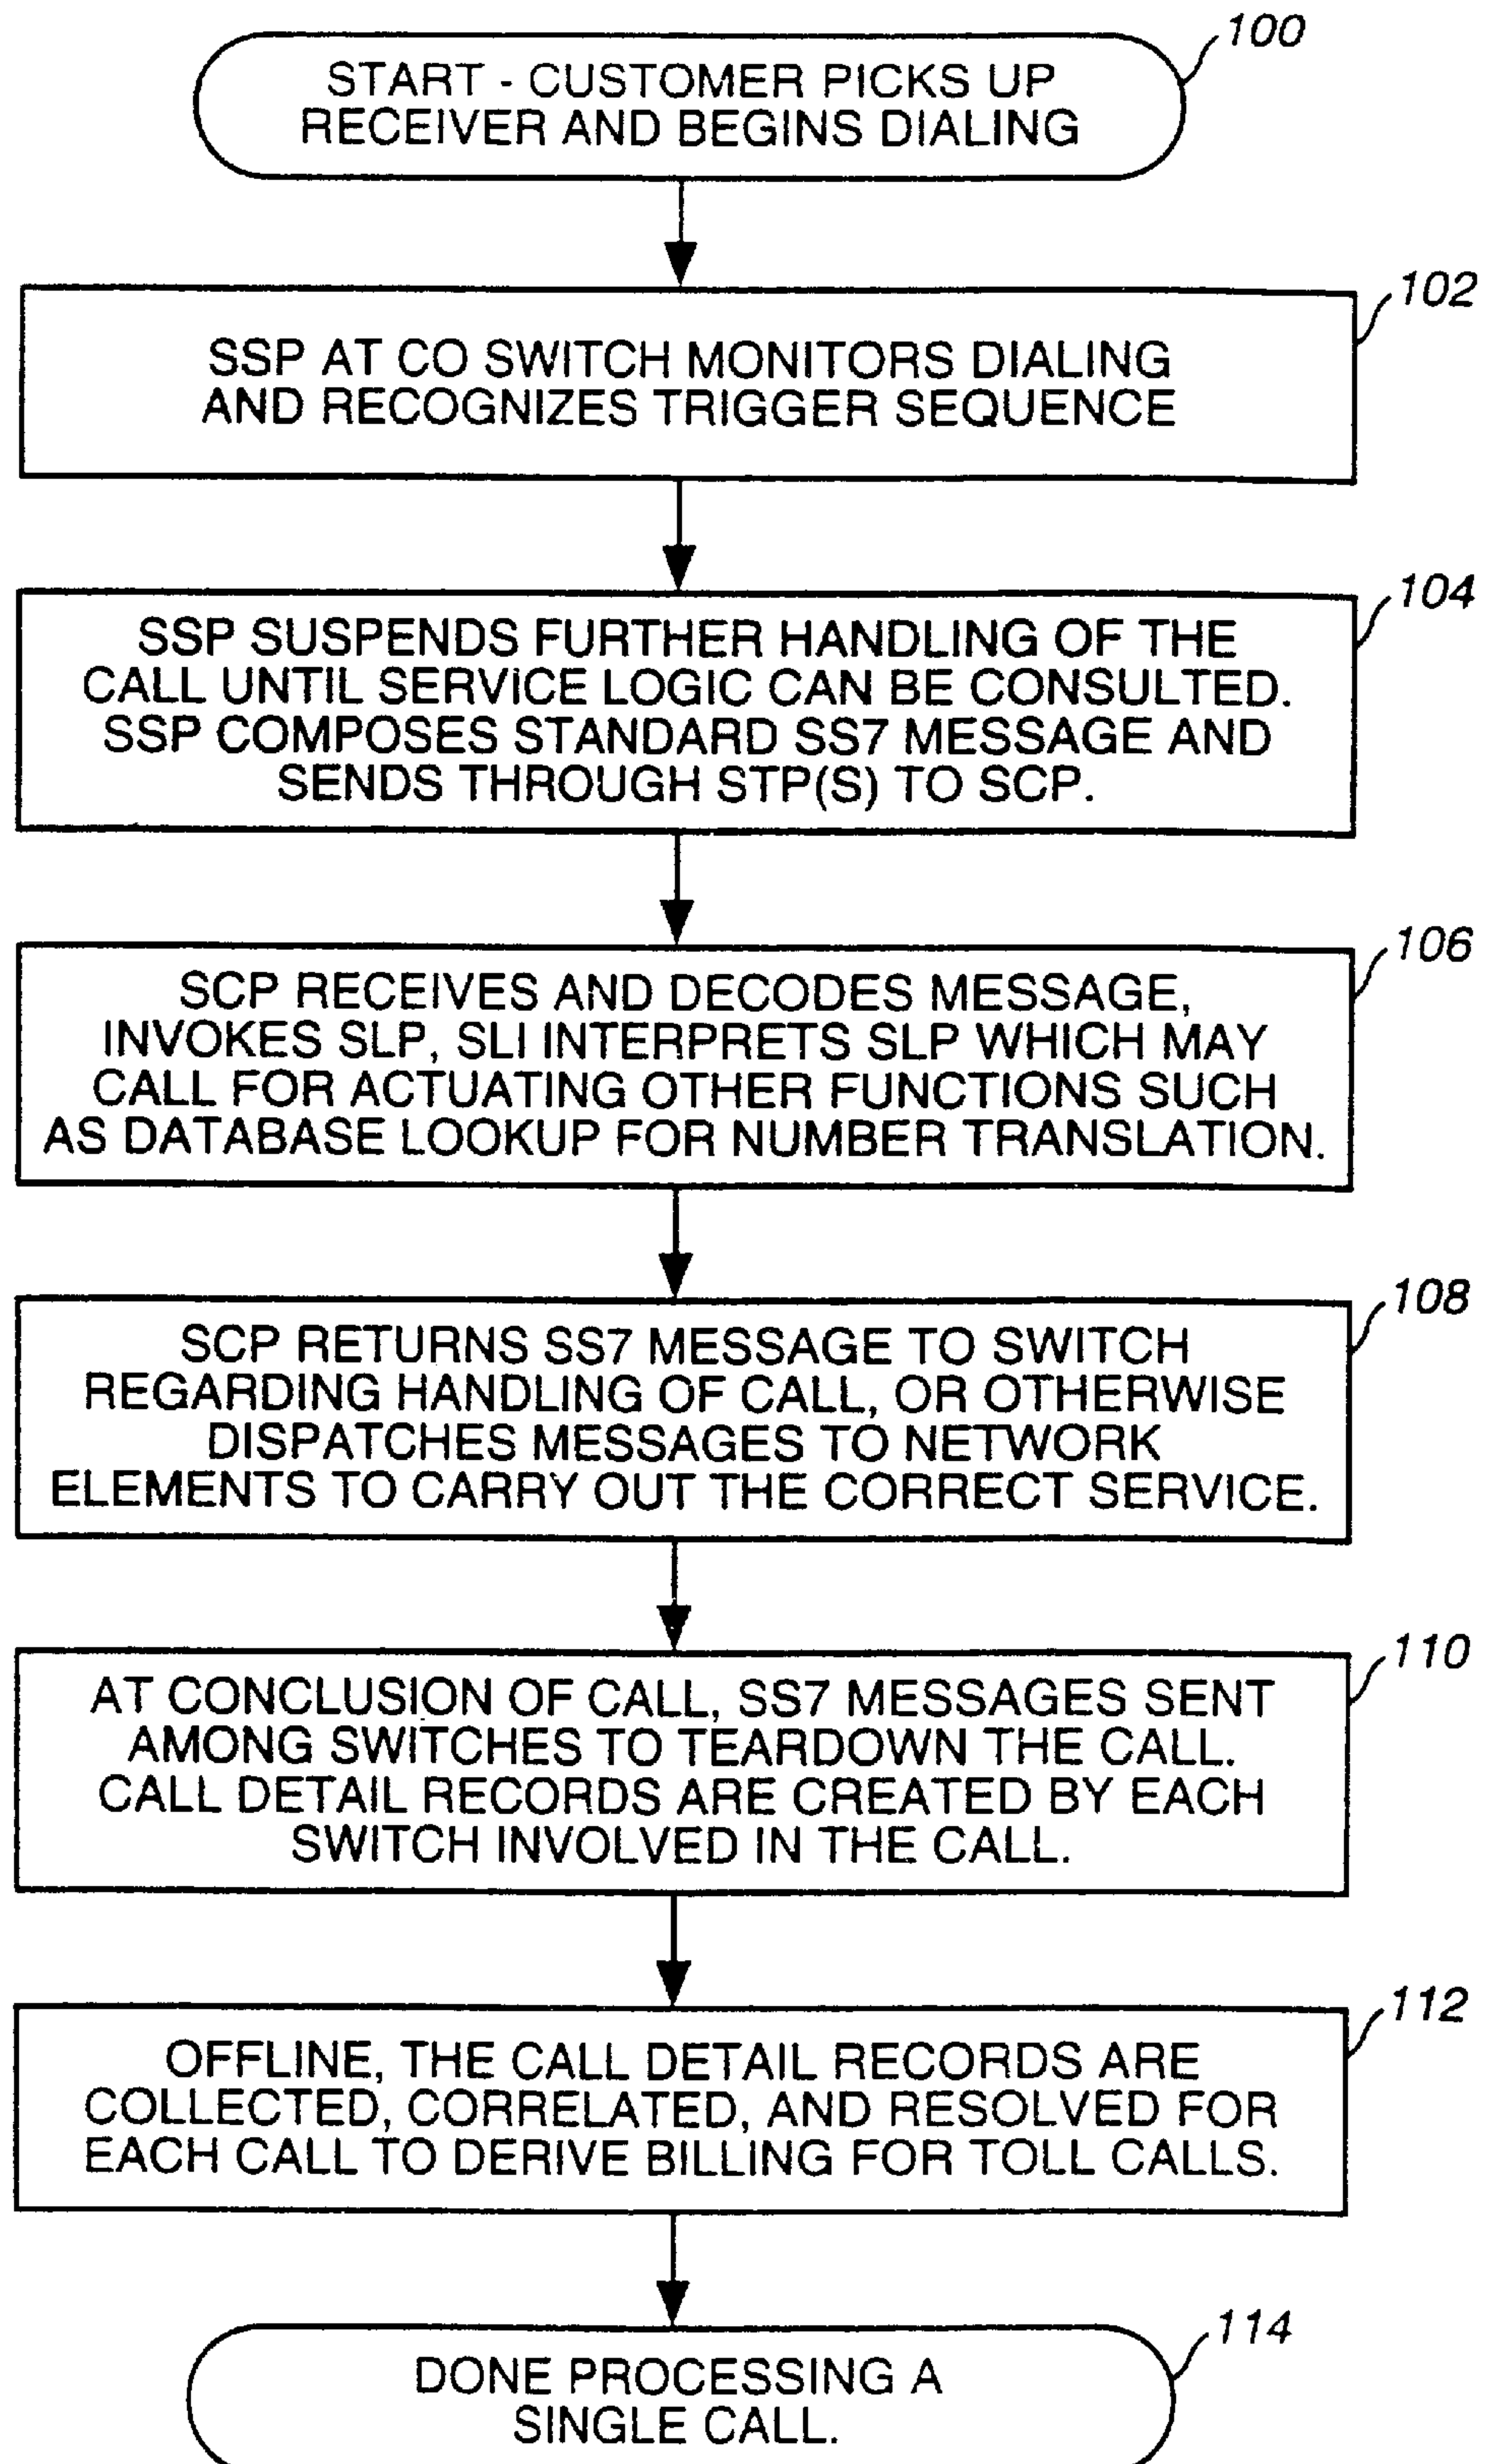 100
START - CUSTOMER PICKS UP
RECEIVER AND BEGINS DIALING
102
SSP AT CO SWITCH MONITORS DIALING
AND RECOGNIZES TRIGGER SEQUENCE
104
SSP SUSPENDS FURTHER HANDLING OF THE
CALL UNTIL SERVICE LOGIC CAN BE CONSULTED.
SSP COMPOSES STANDARD SS7 MESSAGE AND
SENDS THROUGH STP(S) TO SCP.
106
SCP RECEIVES AND DECODES MESSAGE,
INVOKES SLP, SLI INTERPRETS SLP WHICH MAY
CALL FOR ACTUATING OTHER FUNCTIONS SUCH
AS DATABASE LOOKUP FOR NUMBER TRANSLATION.
108
SCP RETURNS SS7 MESSAGE TO SWITCH
REGARDING HANDLING OF CALL, OR OTHERWISE
DISPATCHES MESSAGES TO NETWORK
ELEMENTS TO CARRY OUT THE CORRECT SERVICE.
110
AT CONCLUSION OF CALL, SS7 MESSAGES SENT
AMONG SWITCHES TO TEARDOWN THE CALL.
CALL DETAIL RECORDS ARE CREATED BY EACH
SWITCH INVOLVED IN THE CALL.
112
OFFLINE, THE CALL DETAIL RECORDS ARE
COLLECTED, CORRELATED, AND RESOLVED FOR
EACH CALL TO DERIVE BILLING FOR TOLL CALLS.
114
DONE PROCESSING A
SINGLE CALL.